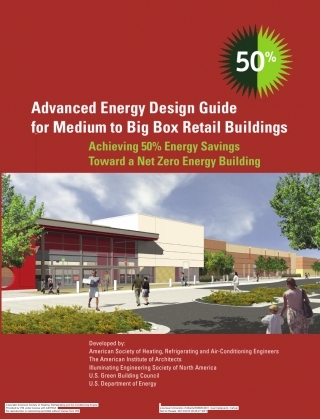 50%
Advanced Energy Design Guide
for Medium to Big Box Retail Buildings
Achieving 50% Energy Savings
Toward a Net Zero Energy Building
Developed by:
American Society of Heating, Refrigerating and Air-Conditioning Engineers
The American Institute of Architects
Illuminating Engineering Society of North America
U.S. Green Building Council
U.S. Department of Energy